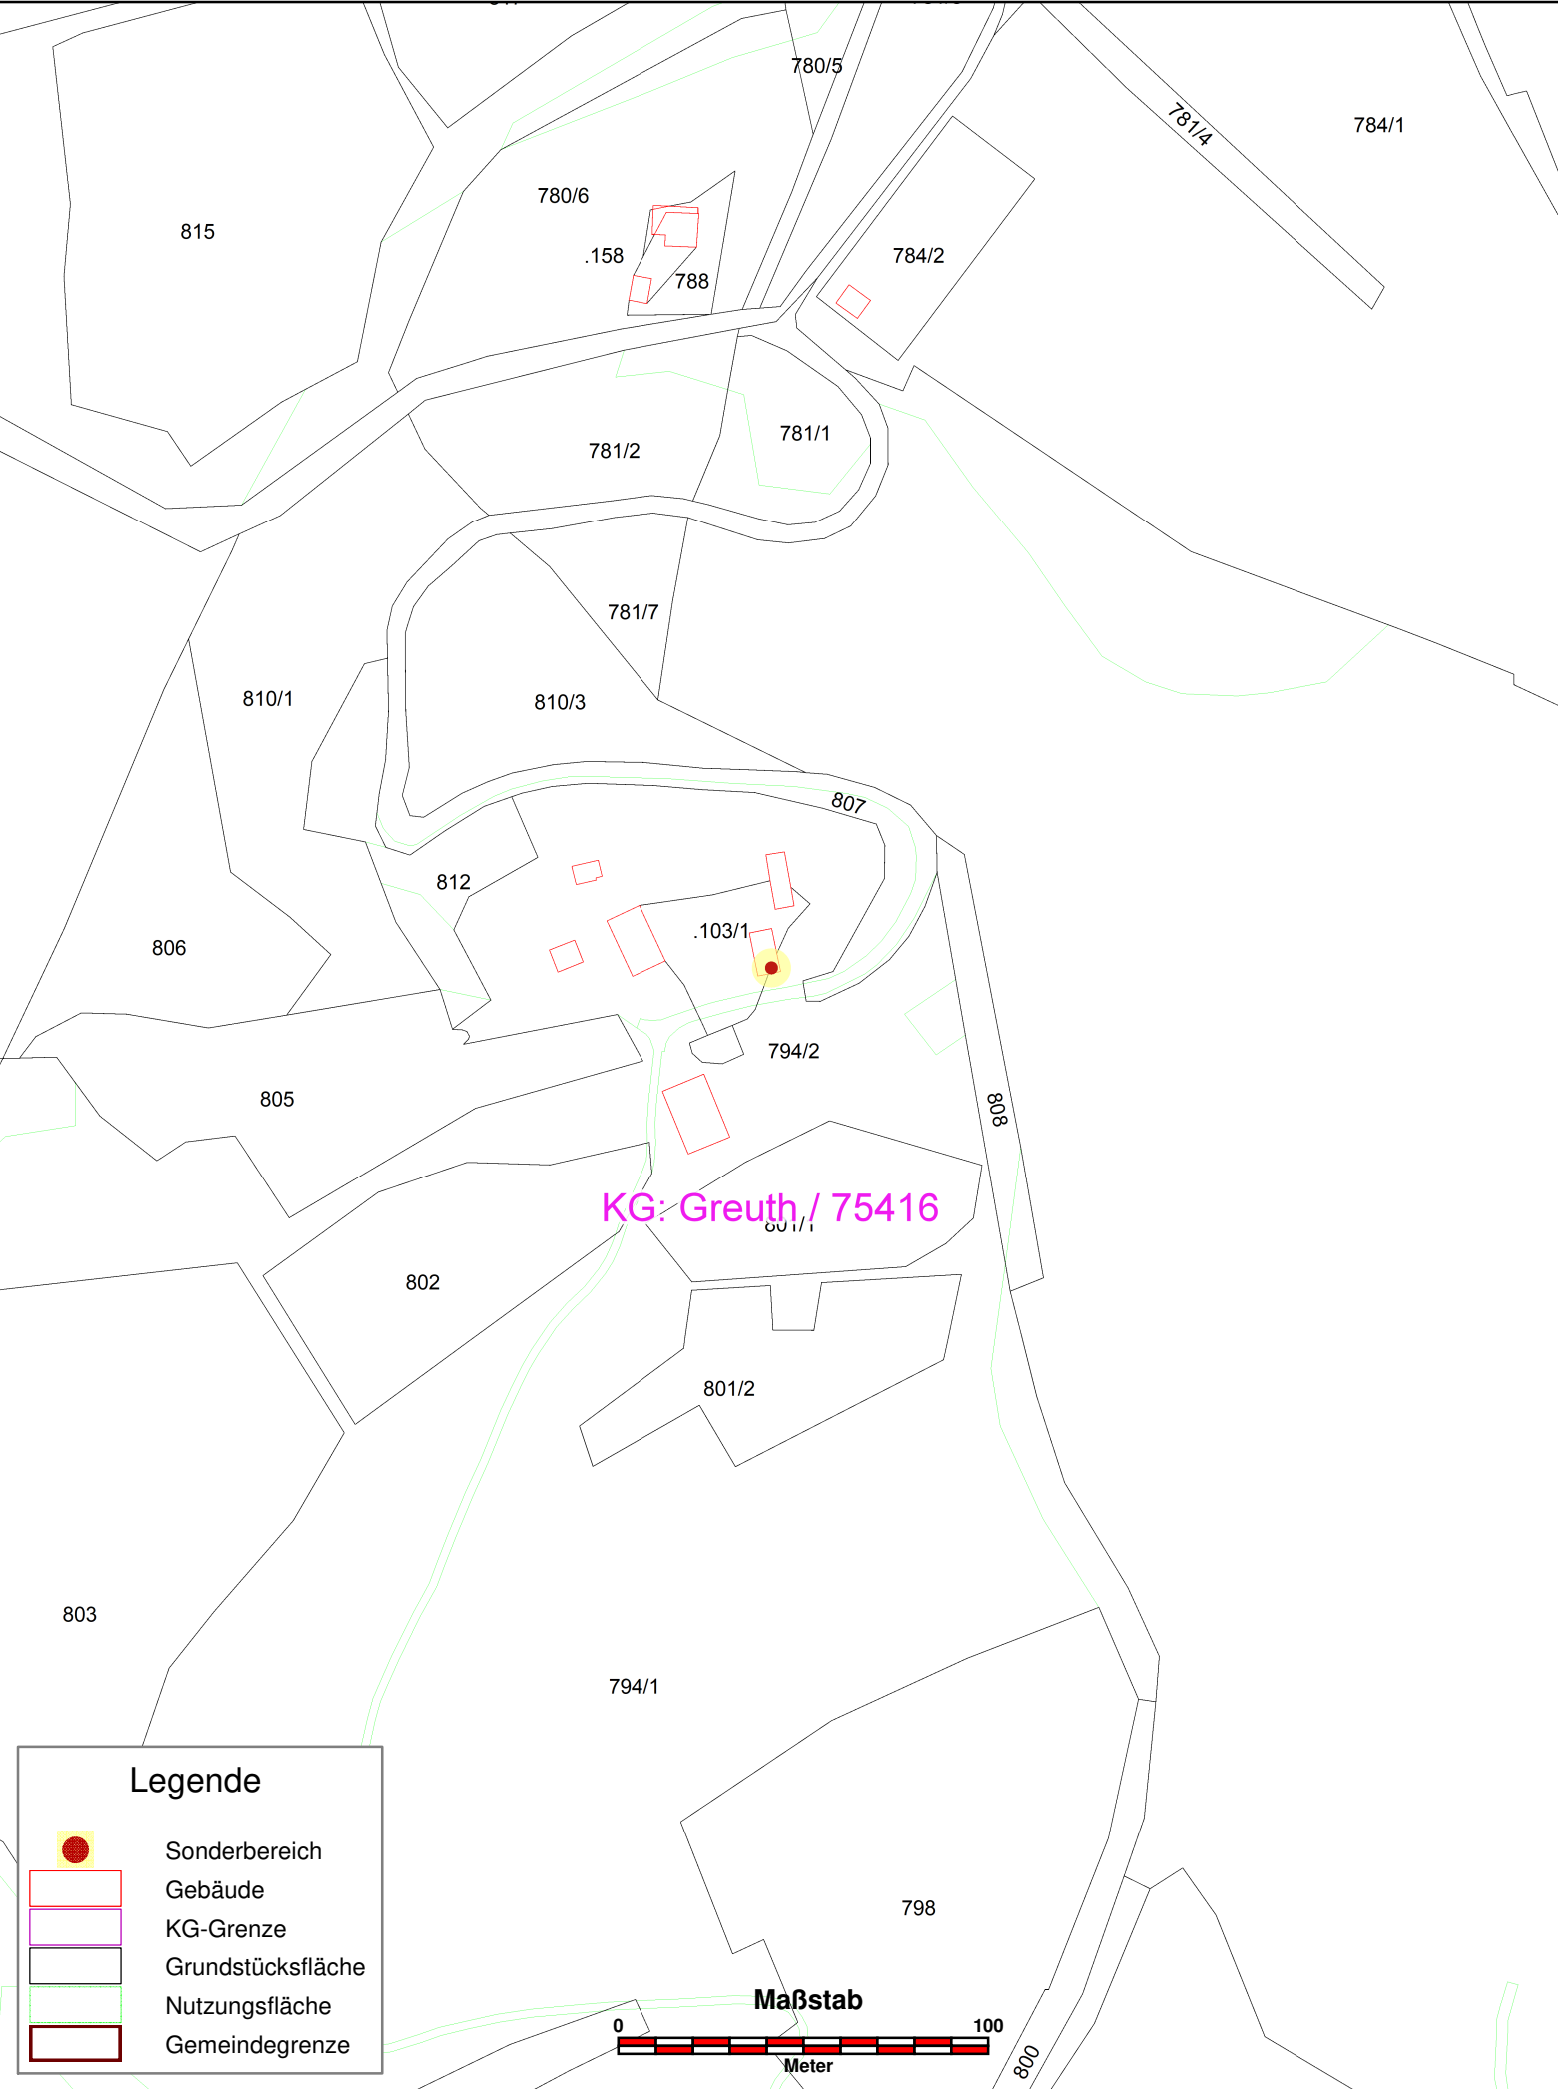 780/5
781/4
784/1
780/6
815
.158
788
784/2
781/1
781/2
781/7
810/1
810/3
807
812
.103/1
806
794/2
805
808
KG: Greuth / 75416
801/1
802
801/2
803
794/1
798
Legende
Sonderbereich
Gebäude
KG-Grenze
Grundstücksfläche
Nutzungsfläche
Gemeindegrenze
Maßstab
0 100
Meter
800